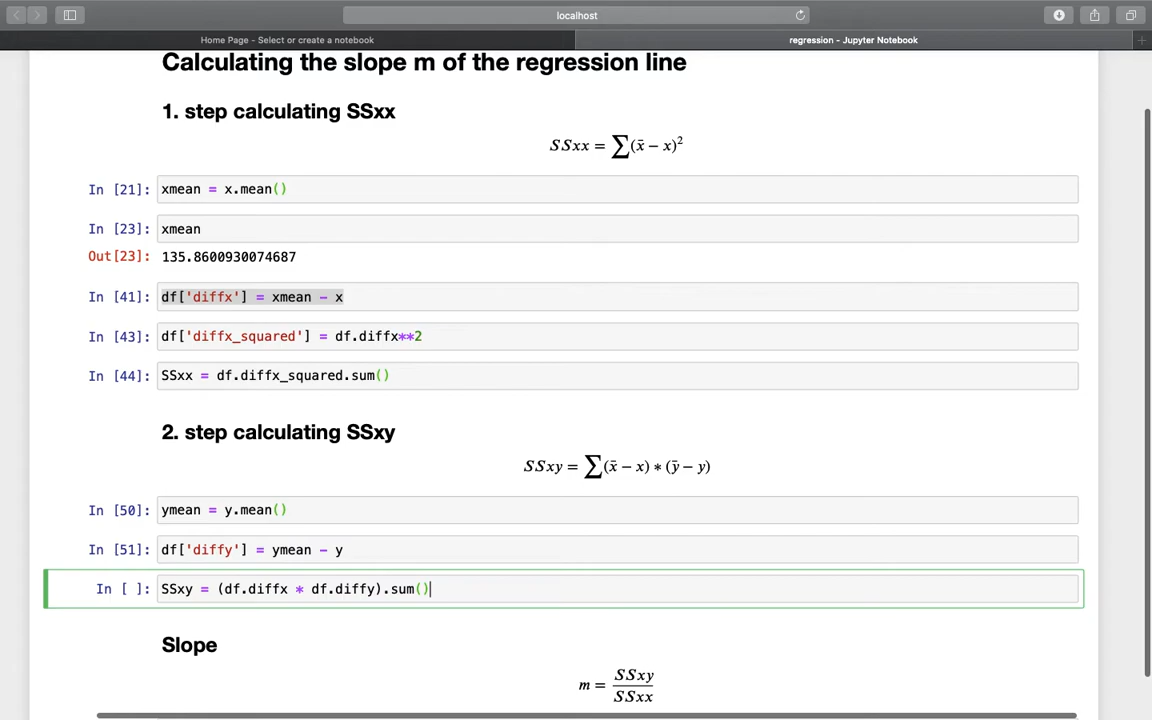 localhost
Home Page - Select or create a notebook
regression - Jupyter Notebook
Calculating the slope m of the regression line
1. step calculating SSxx
SSxx = ∑(x̄ − x)²
In [21]: xmean = x.mean()
In [23]: xmean
Out[23]: 135.8600930074687
In [41]: df['diffx'] = xmean - x
In [43]: df['diffx_squared'] = df.diffx**2
In [44]: SSxx = df.diffx_squared.sum()
2. step calculating SSxy
SSxy = ∑(x̄ − x) ∗ (ȳ − y)
In [50]: ymean = y.mean()
In [51]: df['diffy'] = ymean - y
In [ ]: SSxy = (df.diffx * df.diffy).sum()
Slope
m = SSxy / SSxx